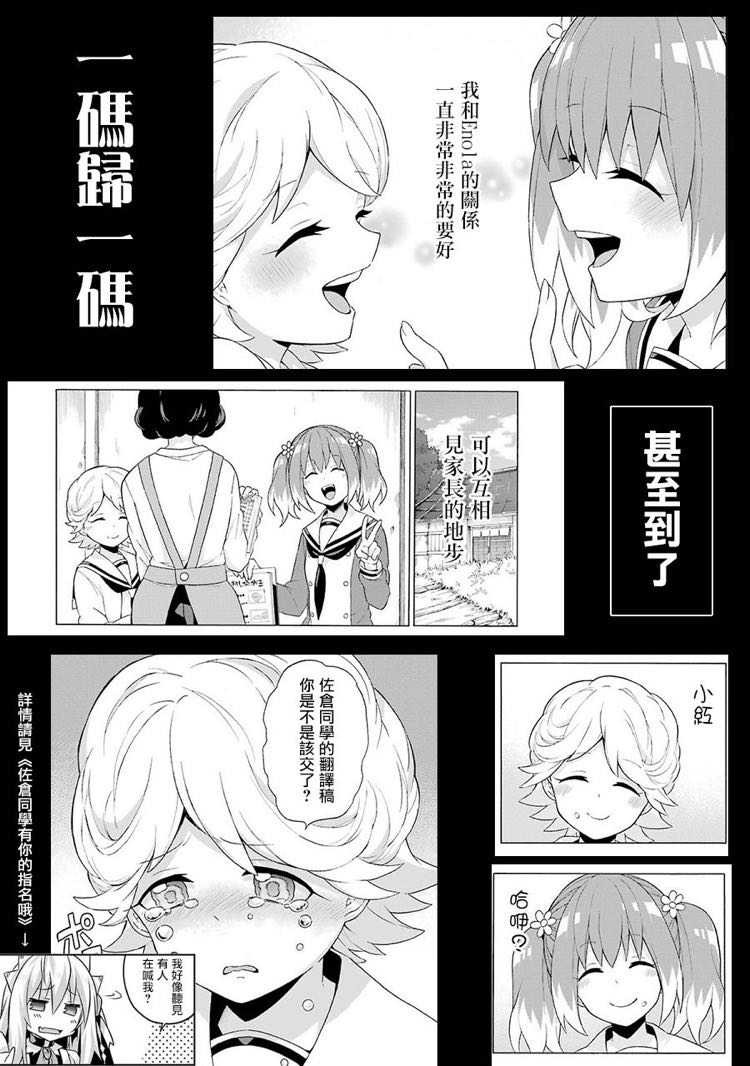 我和Enola的關係
一直非常非常的要好
一碼歸一碼
甚至到了
可以互相
見家長的地步
小紅
哈咿?
佐倉同學的翻譯稿
你是不是該交了?
ポロ
詳情請見《佐倉同學有你的指名哦》→
我好像聽見
有人
在喊我?